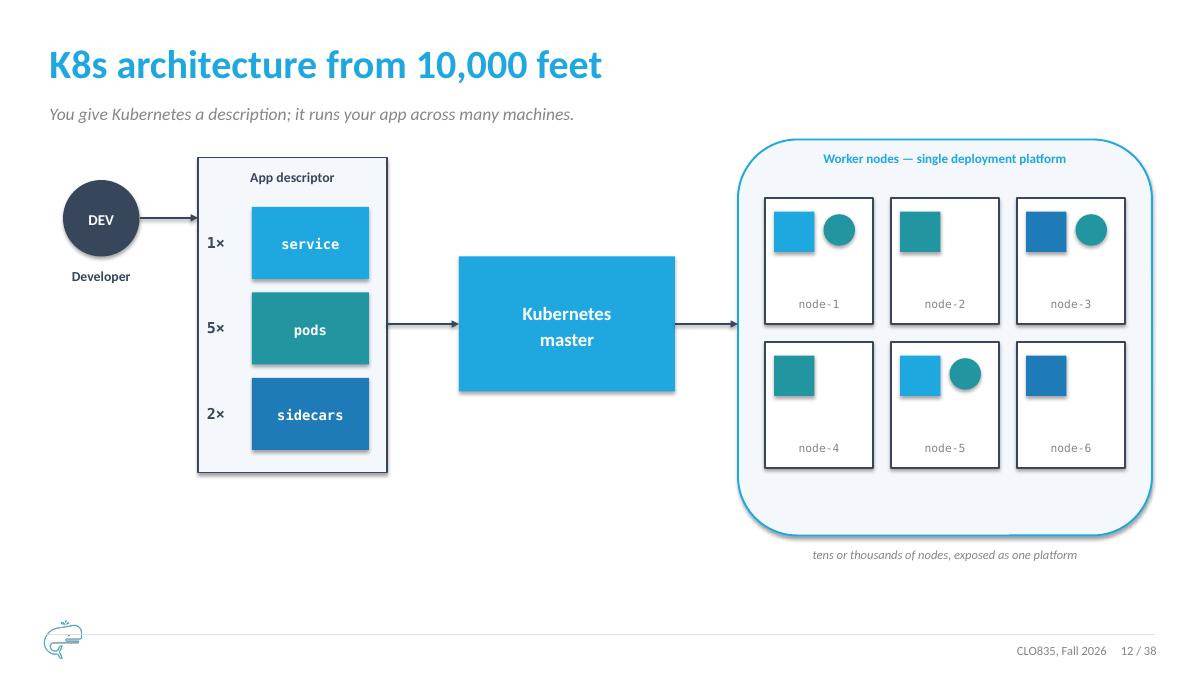 K8s architecture from 10,000 feet
You give Kubernetes a description; it runs your app across many machines.
DEV
Developer
App descriptor
1×
service
5×
pods
2×
sidecars
Kubernetes
master
Worker nodes — single deployment platform
node-1
node-2
node-3
node-4
node-5
node-6
tens or thousands of nodes, exposed as one platform
CLO835, Fall 2026 12 / 38